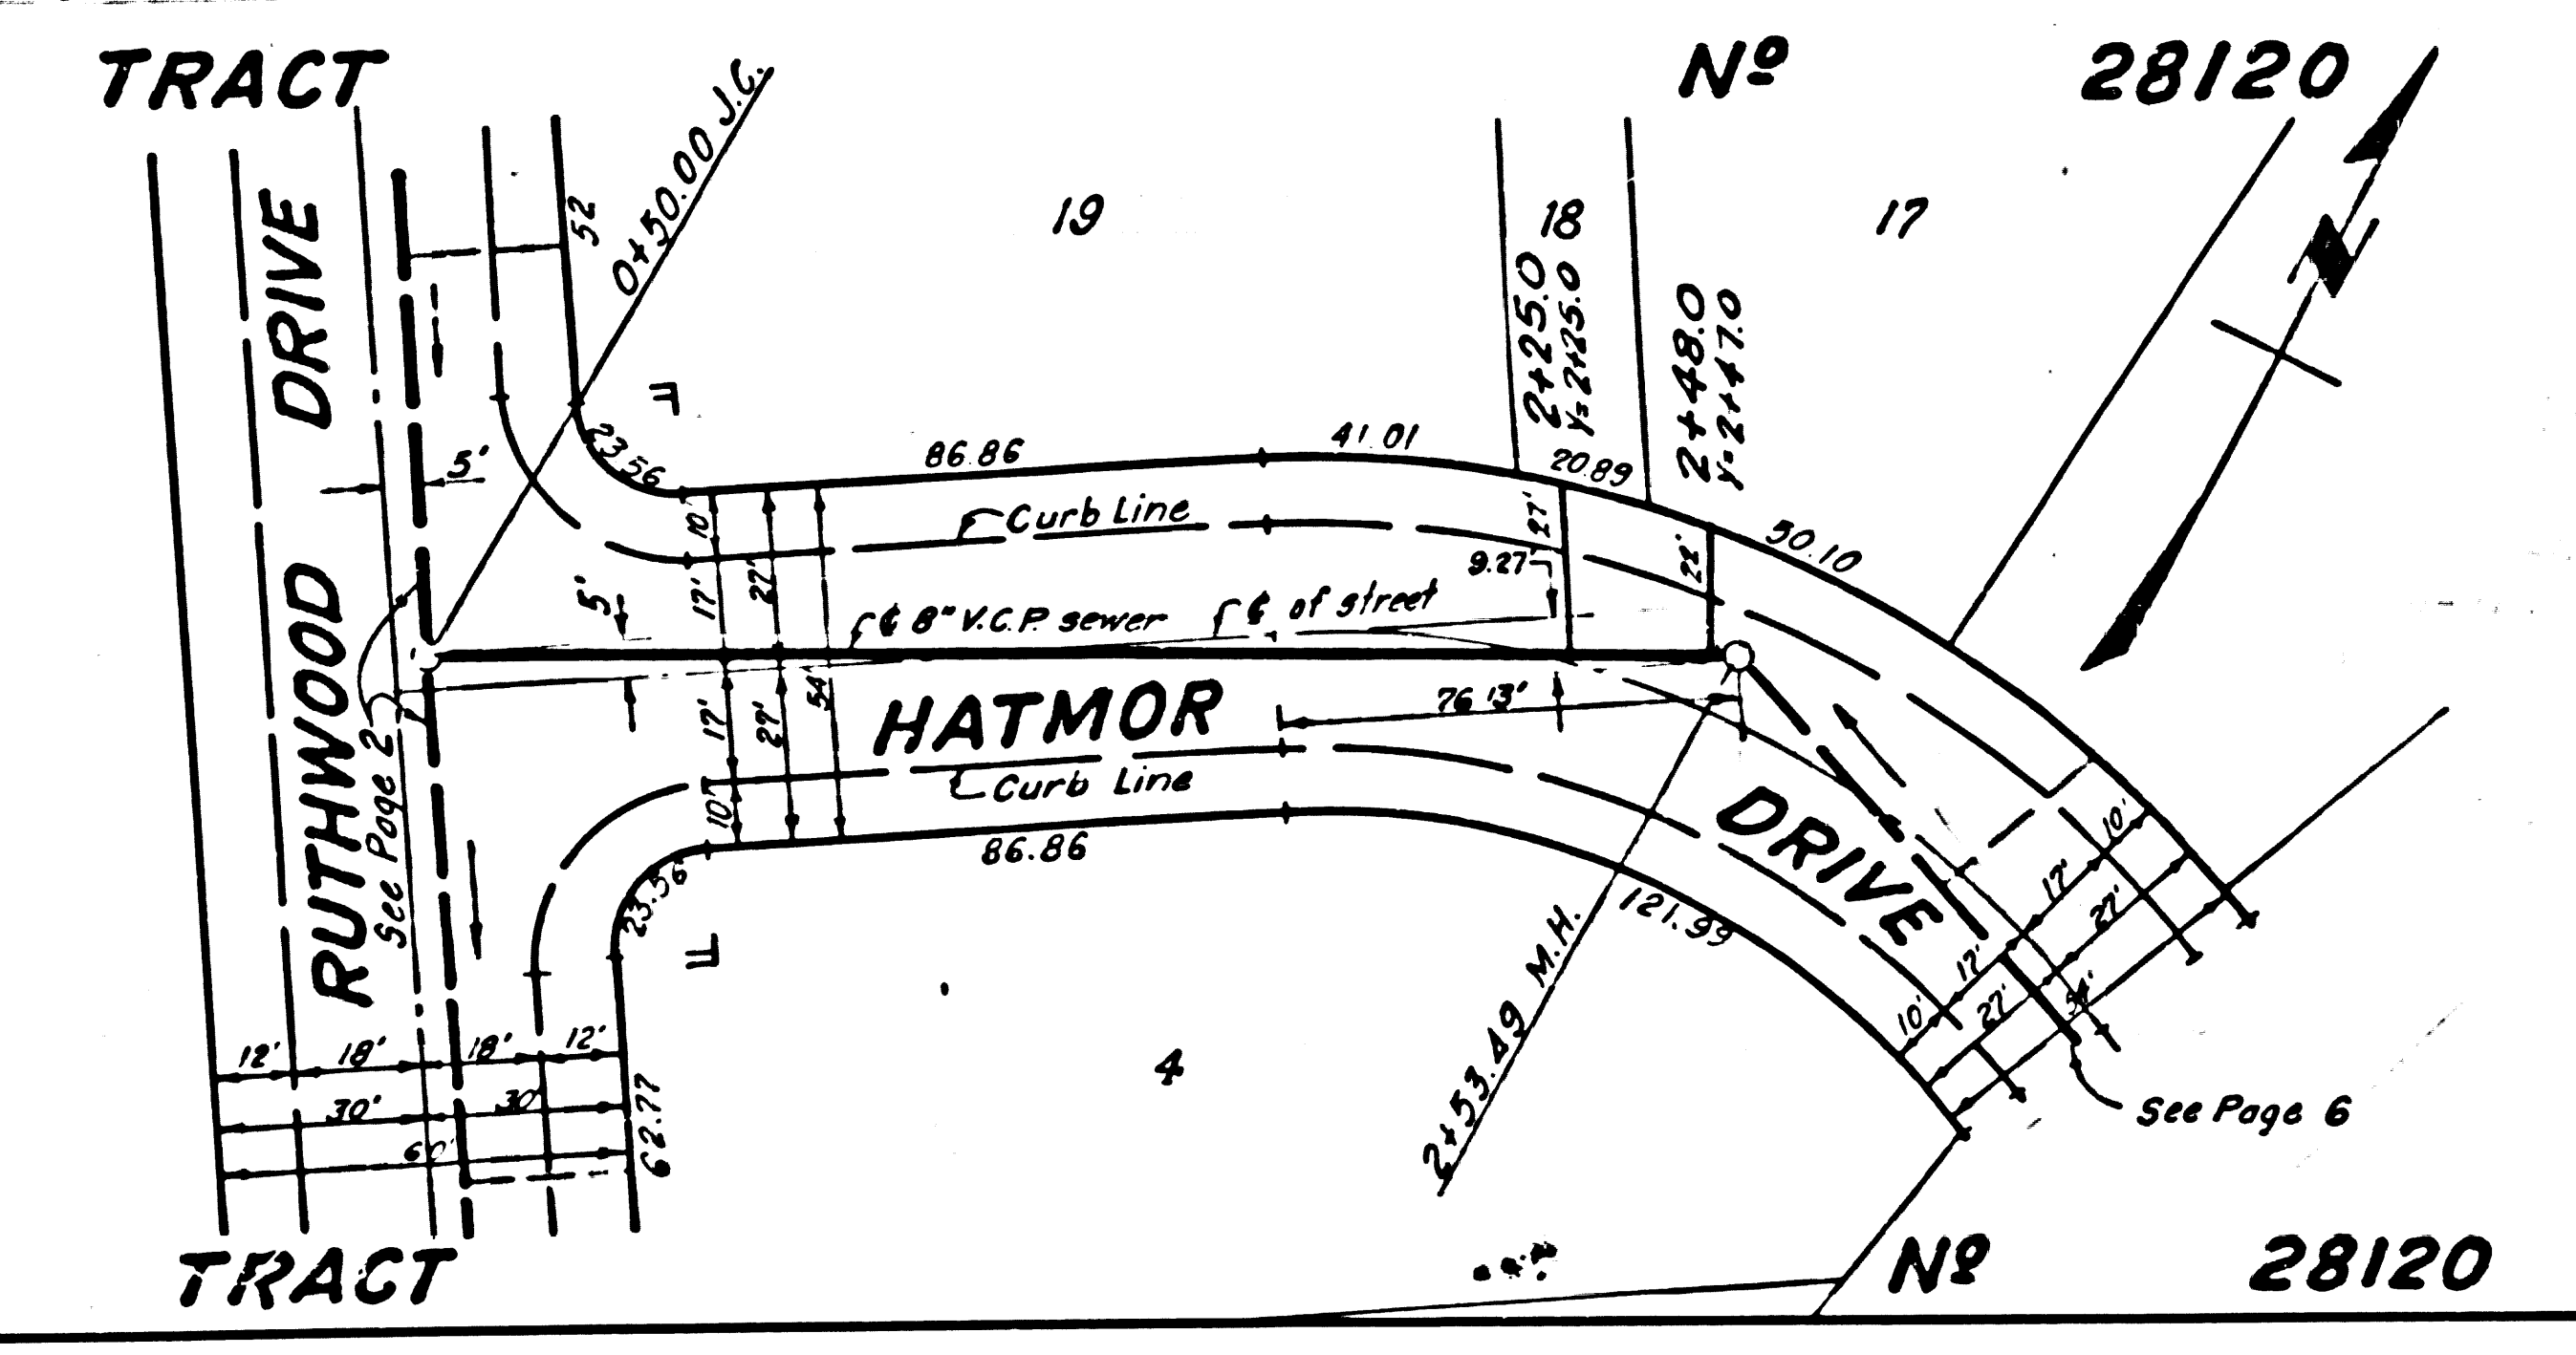 TRACT Nº 28120
RUTHWOOD DRIVE
See Page 2
52
0+50.00 J.C.
19
18
17
2+25.0
Y=2+25.0
2+48.0
Y=2+47.0
N
5'
23.56
86.86
41.01
20.89
50.10
10'
17'
27'
54'
17'
27'
10'
Curb Line
27'
22'
9.27'
5'
℄ 8" V.C.P. sewer
℄ of street
76.13'
HATMOR DRIVE
Curb Line
86.86
23.56
121.99
2+53.49 M.H.
4
12'
18'
18'
12'
30'
30'
60'
62.77
10'
17'
27'
17'
10'
27'
54'
See Page 6
TRACT Nº 28120